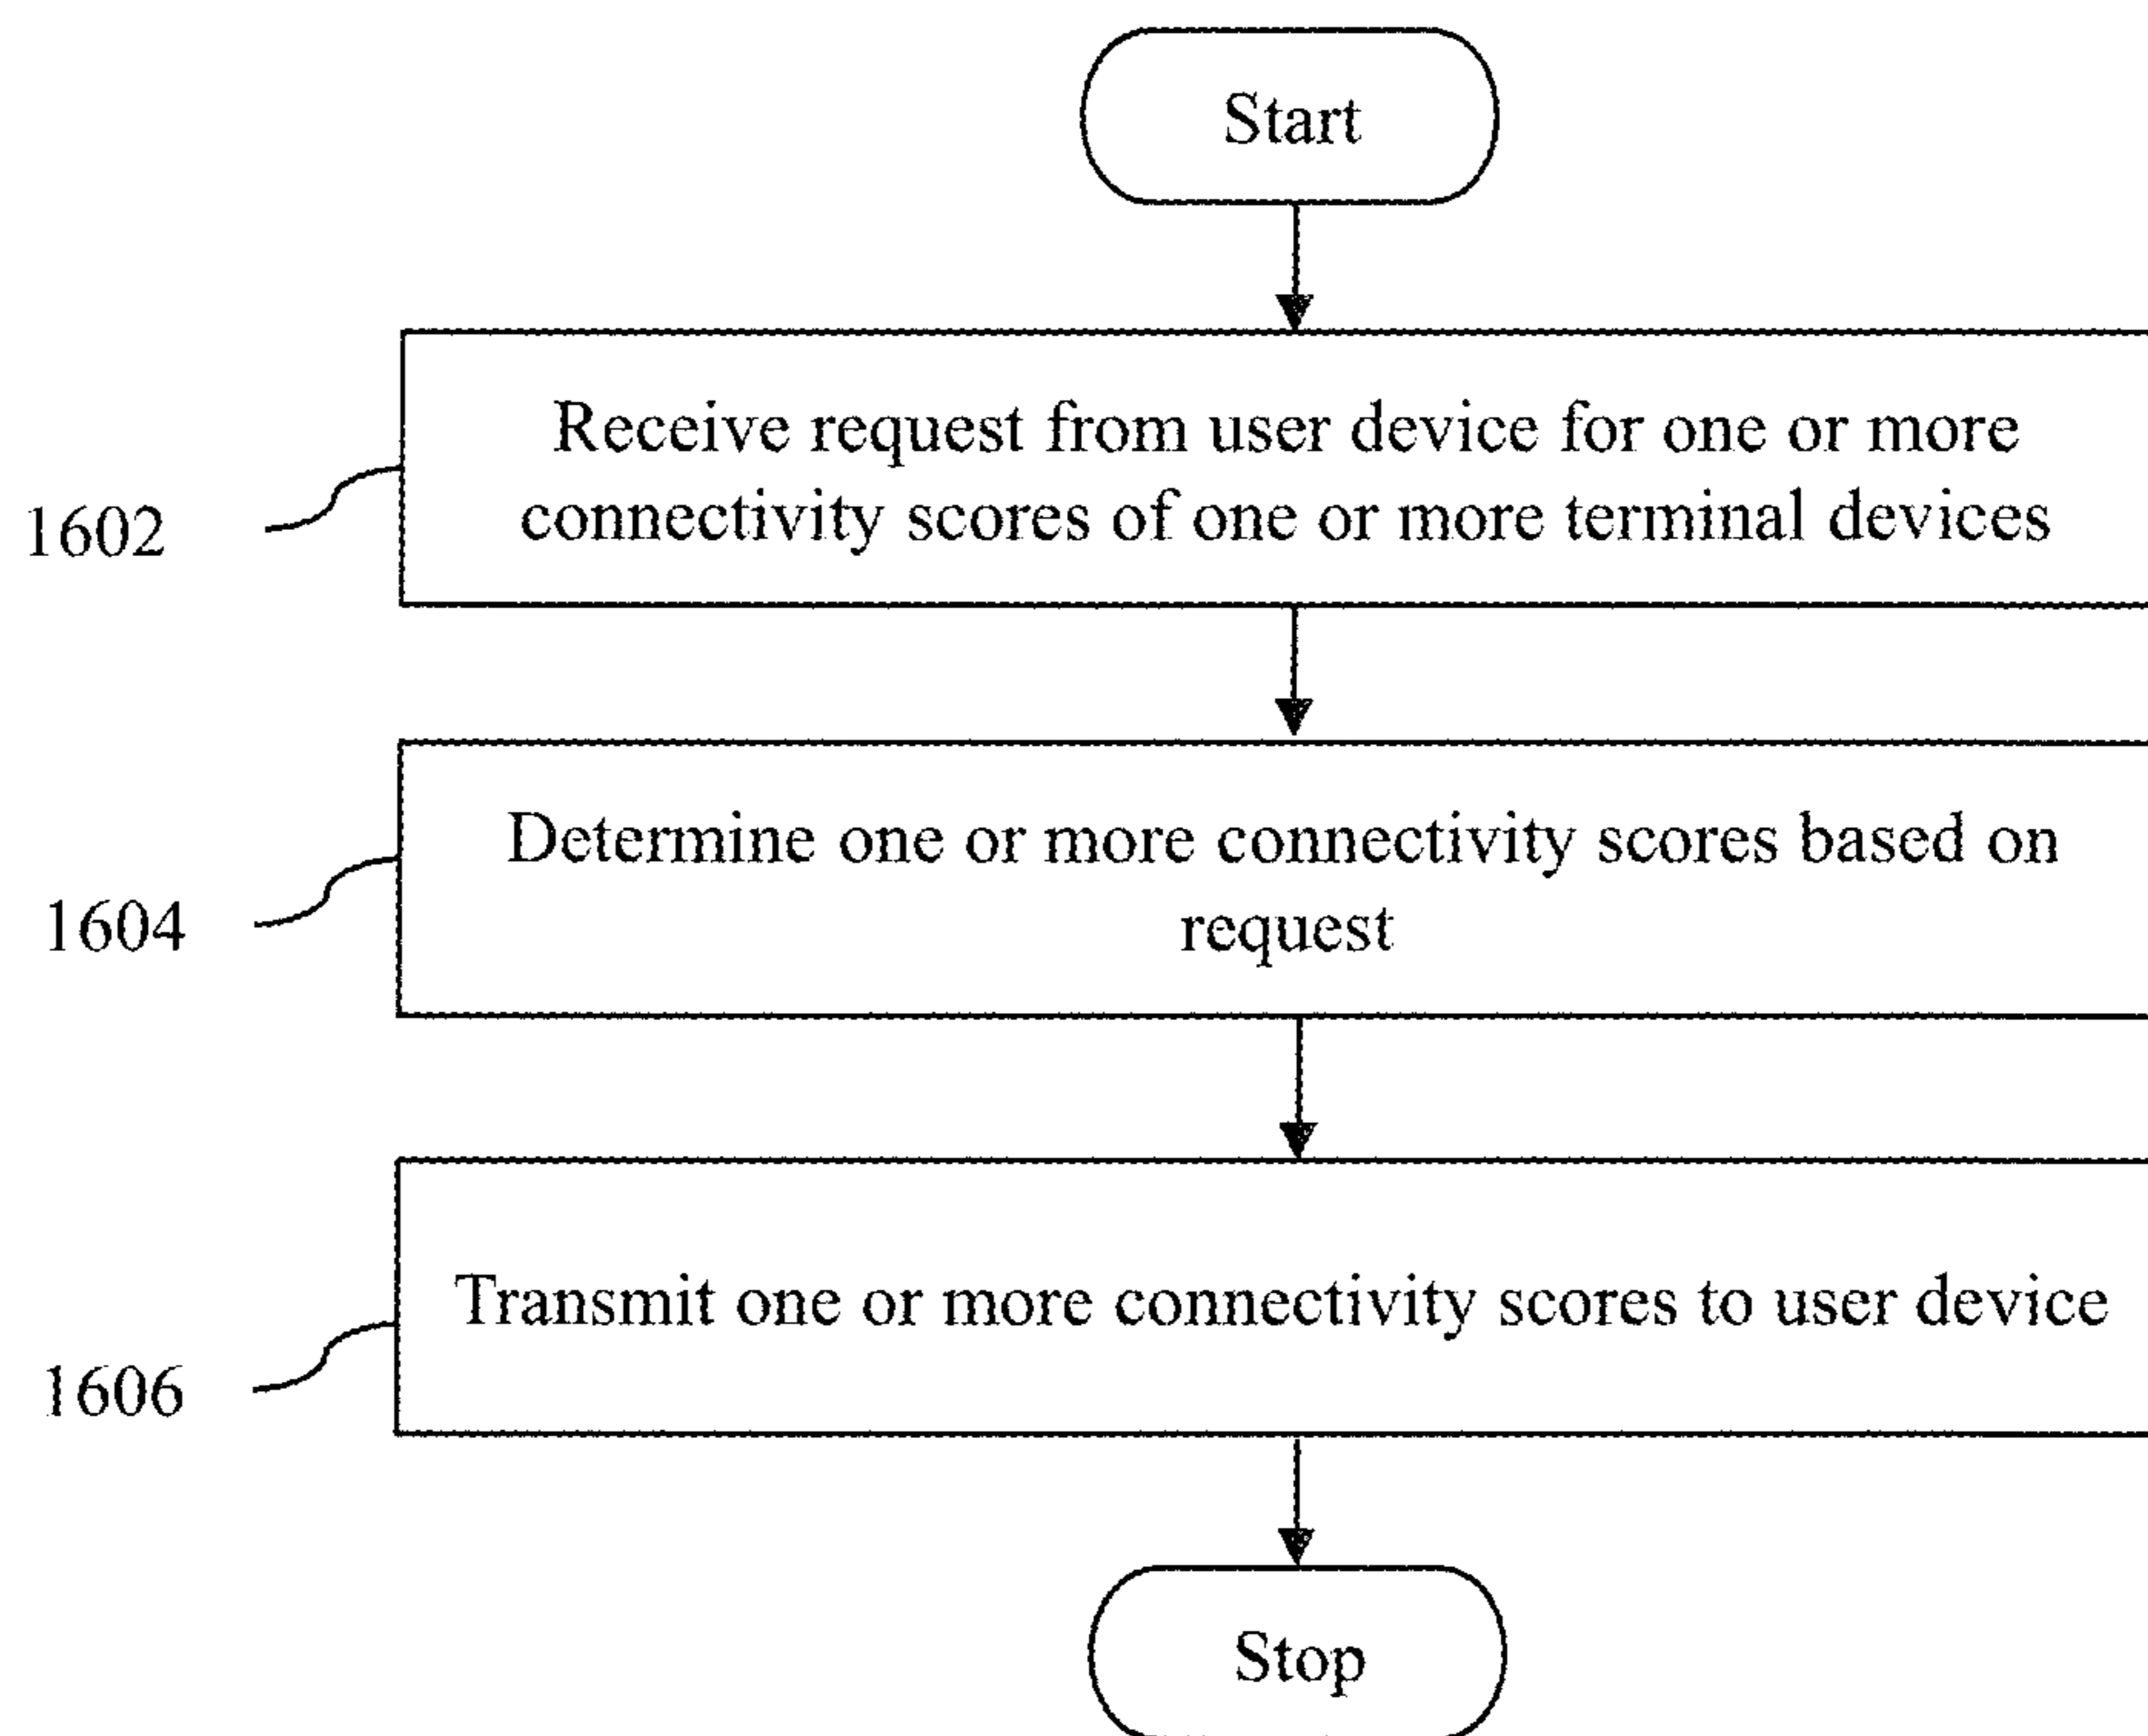 Start
Receive request from user device for one or more
connectivity scores of one or more terminal devices
1602
Determine one or more connectivity scores based on
request
1604
Transmit one or more connectivity scores to user device
1606
Stop